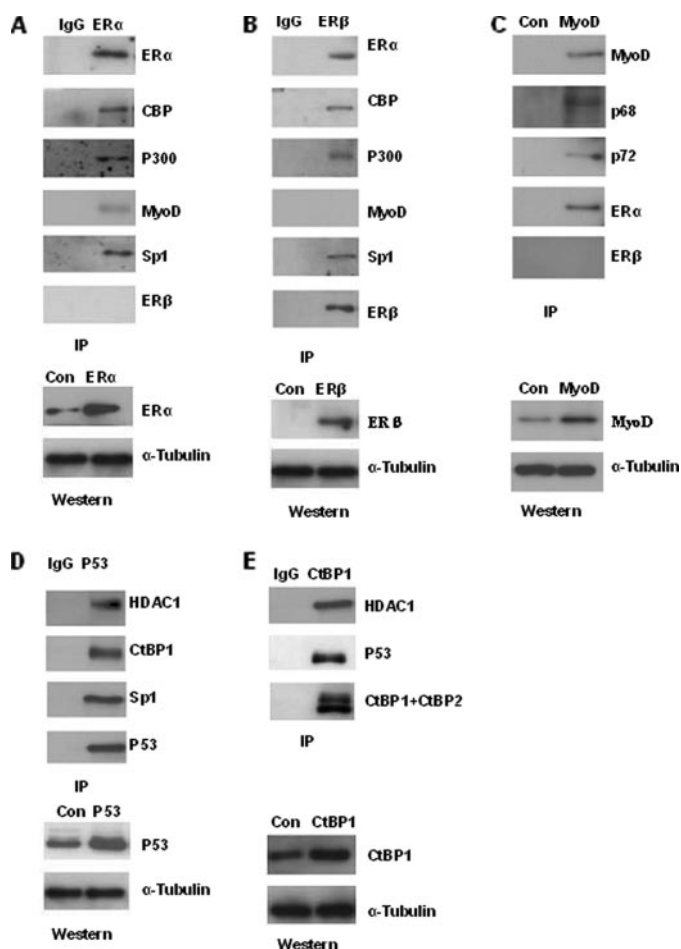 A
IgG ERα
ERα
CBP
P300
MyoD
Sp1
ERβ
IP
Con ERα
ERα
α-Tubulin
Western
B
IgG ERβ
ERα
CBP
P300
MyoD
Sp1
ERβ
IP
Con ERβ
ERβ
α-Tubulin
Western
C
Con MyoD
MyoD
p68
p72
ERα
ERβ
IP
Con MyoD
MyoD
α-Tubulin
Western
D
IgG P53
HDAC1
CtBP1
Sp1
P53
IP
Con P53
P53
α-Tubulin
Western
E
IgG CtBP1
HDAC1
P53
CtBP1+CtBP2
IP
Con CtBP1
CtBP1
α-Tubulin
Western